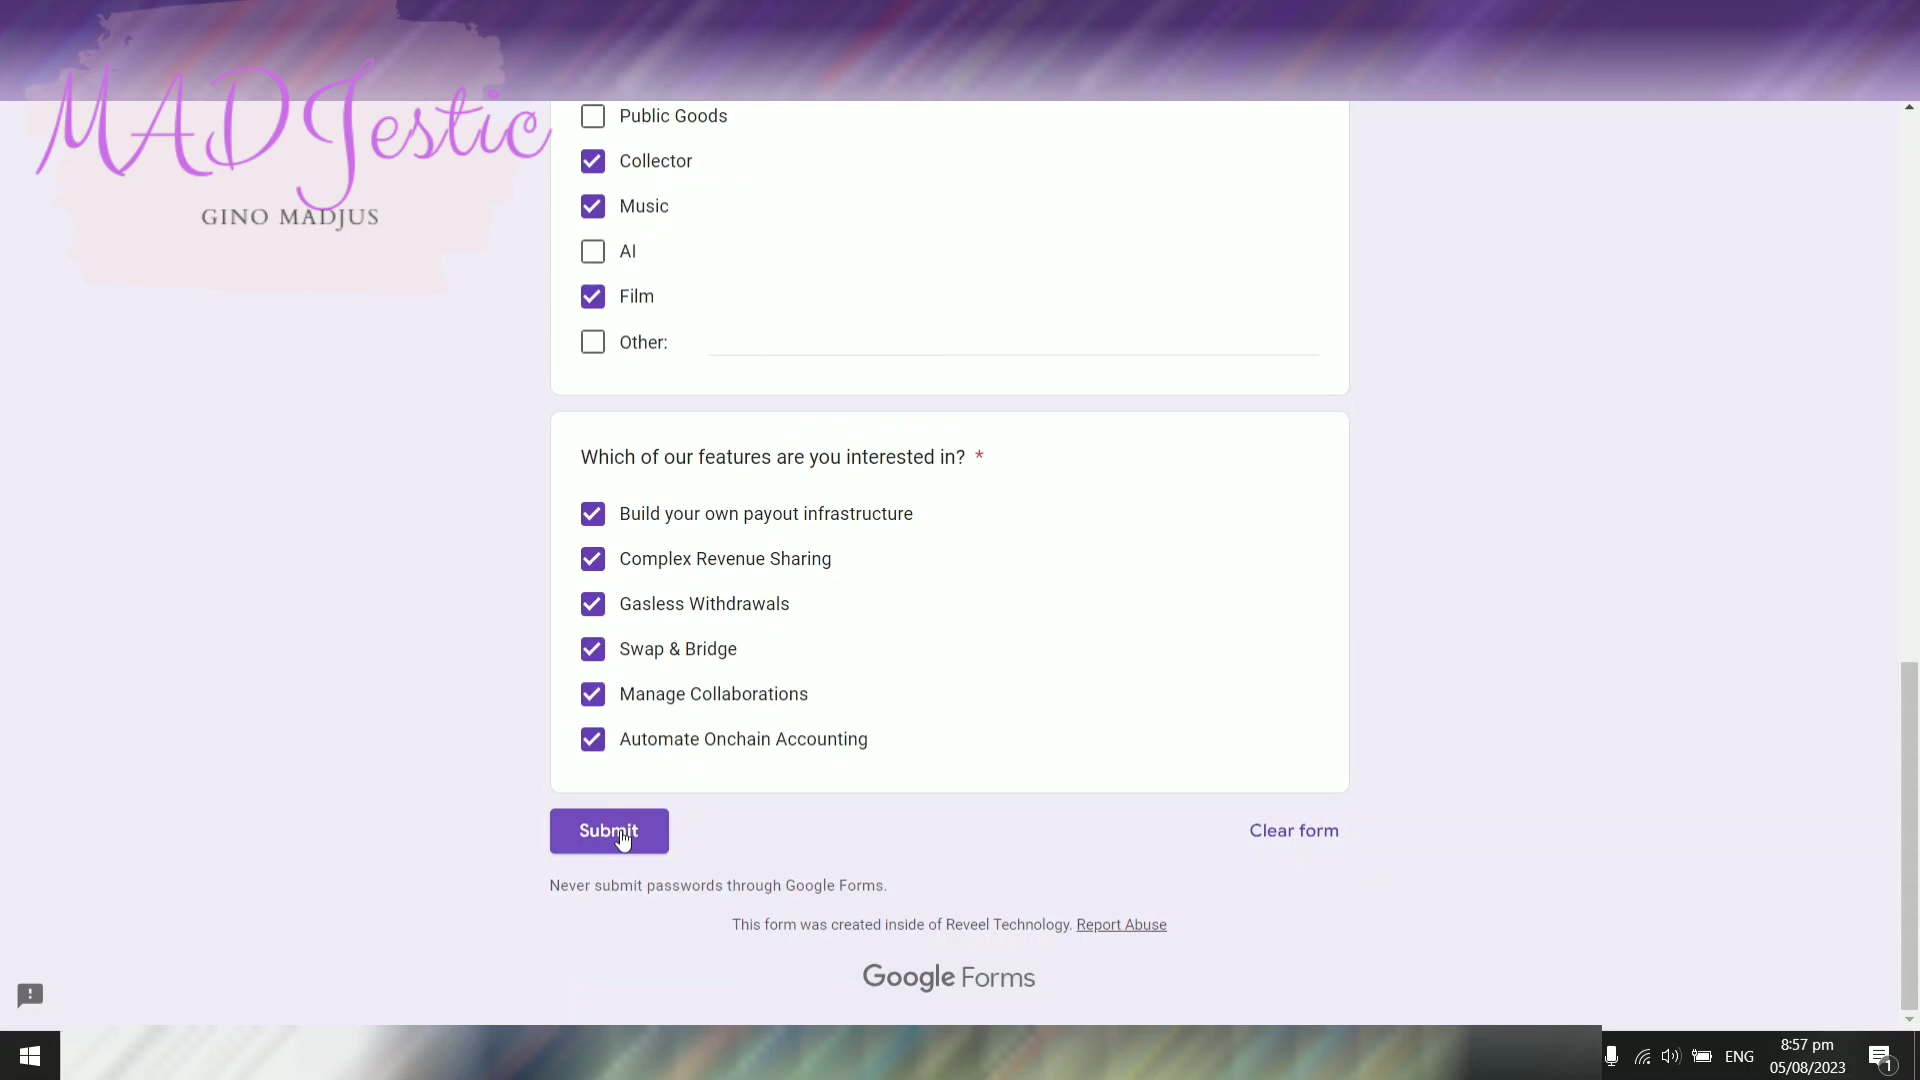 MADJestic
GINO MADJUS
Public Goods
Collector
Music
AI
Film
Other:
Which of our features are you interested in? *
Build your own payout infrastructure
Complex Revenue Sharing
Gasless Withdrawals
Swap & Bridge
Manage Collaborations
Automate Onchain Accounting
Submit
Clear form
Never submit passwords through Google Forms.
This form was created inside of Reveel Technology. Report Abuse
Google Forms
ENG
8:57 pm
05/08/2023
1